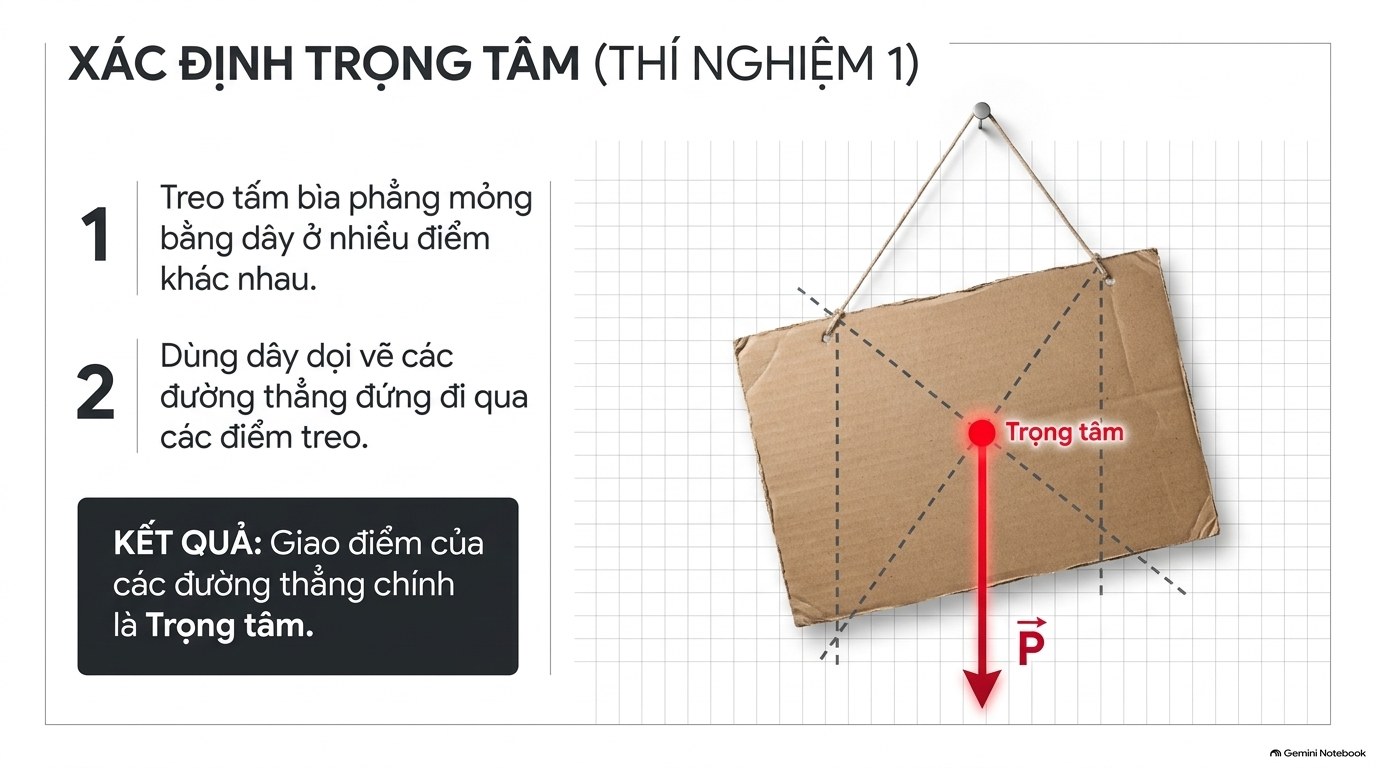 XÁC ĐỊNH TRỌNG TÂM (THÍ NGHIỆM 1)
1
Treo tấm bìa phẳng mỏng
bằng dây ở nhiều điểm
khác nhau.
2
Dùng dây dọi vẽ các
đường thẳng đứng đi qua
các điểm treo.
KẾT QUẢ: Giao điểm của
các đường thẳng chính
là Trọng tâm.
Trọng tâm
P
Gemini Notebook